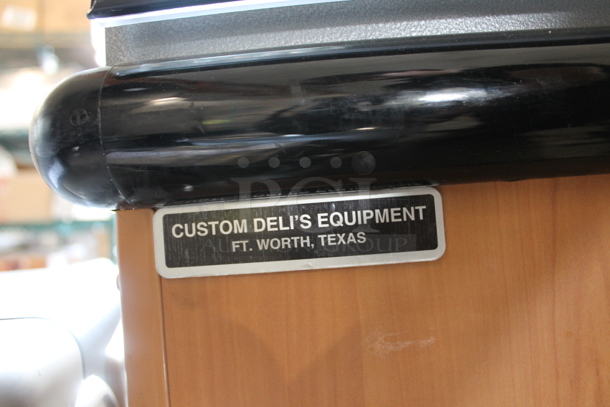 CUSTOM DELI'S EQUIPMENT
FT. WORTH, TEXAS